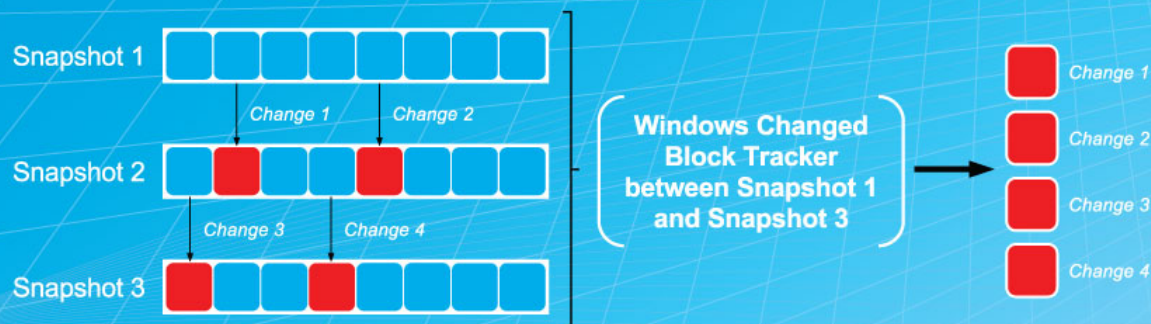 Snapshot 1
Change 1
Change 2
Snapshot 2
Change 3
Change 4
Snapshot 3
Windows Changed
Block Tracker
between Snapshot 1
and Snapshot 3
Change 1
Change 2
Change 3
Change 4